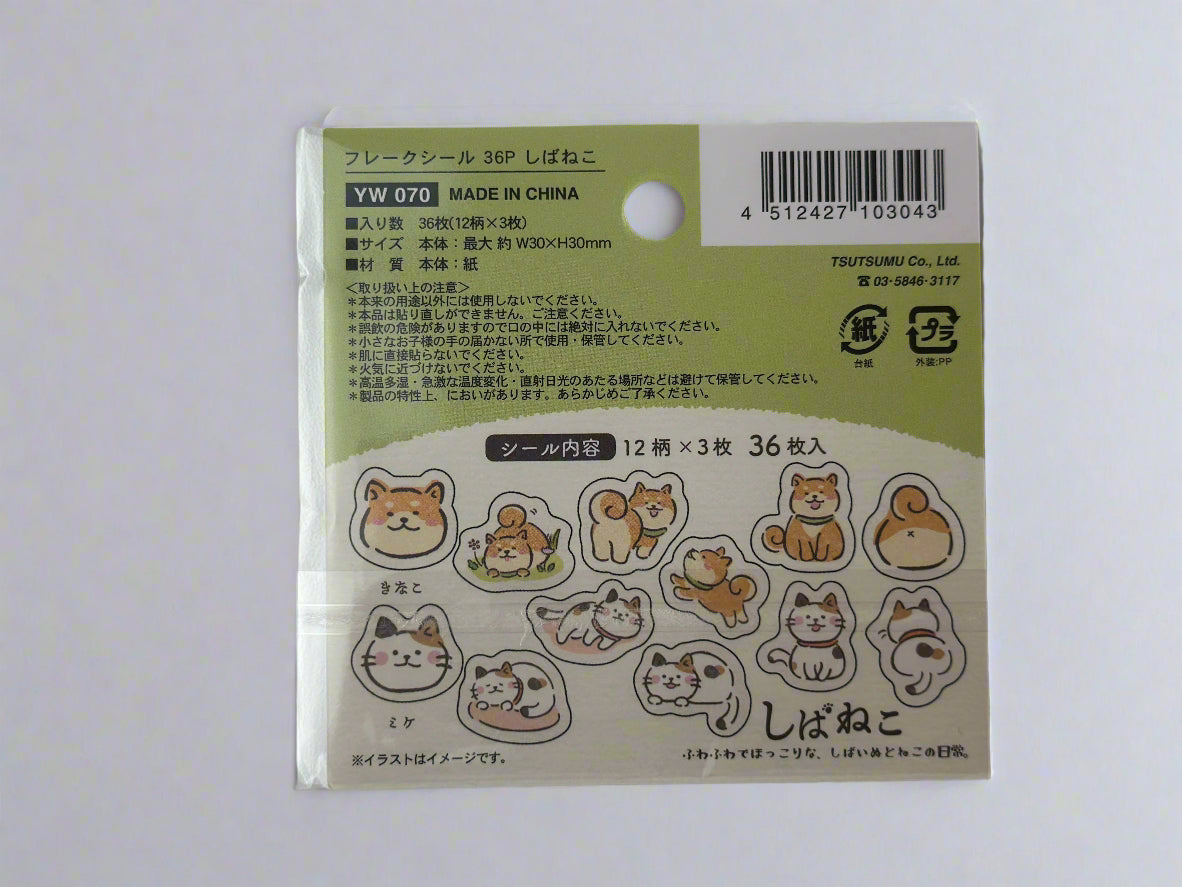 フレークシール 36P しばねこ
YW 070 MADE IN CHINA
■入り数 36枚(12柄×3枚)
■サイズ 本体：最大 約 W30×H30mm
■材 質 本体：紙
＜取り扱い上の注意＞
＊本来の用途以外には使用しないでください。
＊本品は貼り直しができません。ご注意ください。
＊誤飲の危険がありますので口の中には絶対に入れないでください。
＊小さなお子様の手の届かない所で使用・保管してください。
＊肌に直接貼らないでください。
＊火気に近づけないでください。
＊高温多湿・急激な温度変化・直射日光のあたる場所などは避けて保管してください。
＊製品の特性上、においがあります。あらかじめご了承ください。
4 512427 103043
TSUTSUMU Co., Ltd.
☎ 03-5846-3117
紙
台紙
プラ
外装:PP
シール内容 12柄×3枚 36枚入
きなこ
ミケ
しばねこ
ふわふわでほっこりな、しばいぬとねこの日常。
※イラストはイメージです。